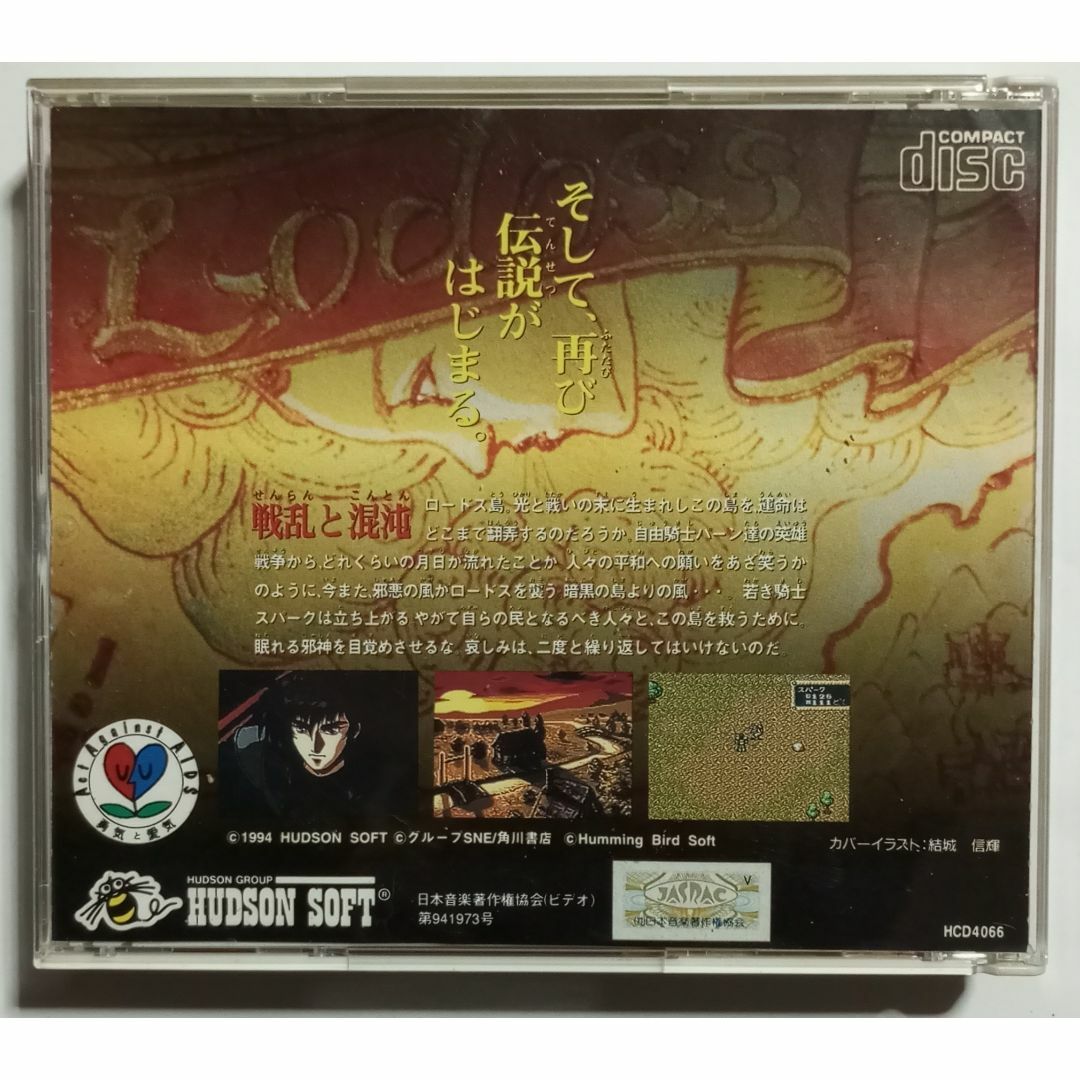 COMPACT
disc
Lodoss
そして、再び
伝説が
はじまる。
戦乱と混沌 ロードス島。光と戦いの末に生まれしこの島を、運命は
どこまで翻弄するのだろうか。自由騎士パーン達の英雄
戦争から、どれくらいの月日が流れたことか。人々の平和への願いをあざ笑うか
のように、今また、邪悪の風がロードスを襲う。暗黒の島よりの風・・・。若き騎士
スパークは立ち上がる。やがて自らの民となるべき人々と、この島を救うために。
眠れる邪神を目覚めさせるな。哀しみは、二度と繰り返してはいけないのだ。
スパーク
Act Against AIDS
勇気と愛気
©1994 HUDSON SOFT ©グループSNE/角川書店 ©Humming Bird Soft
カバーイラスト:結城 信輝
HUDSON GROUP
HUDSON SOFT®
日本音楽著作権協会(ビデオ)
第941973号
V
JASRAC
日本音楽著作権協会
HCD4066